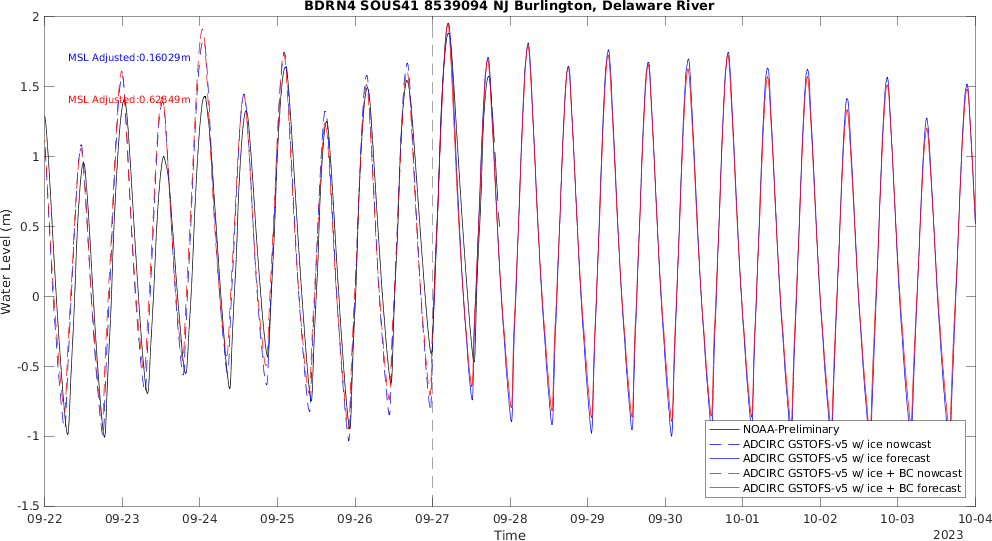 BDRN4 SOUS41 8539094 NJ Burlington, Delaware River
MSL Adjusted:0.16029m
MSL Adjusted:0.62849m
Water Level (m)
2
1.5
1
0.5
0
-0.5
-1
-1.5
NOAA-Preliminary
ADCIRC GSTOFS-v5 w/ ice nowcast
ADCIRC GSTOFS-v5 w/ ice forecast
ADCIRC GSTOFS-v5 w/ ice + BC nowcast
ADCIRC GSTOFS-v5 w/ ice + BC forecast
09-22 09-23 09-24 09-25 09-26 09-27 09-28 09-29 09-30 10-01 10-02 10-03 10-04
Time
2023